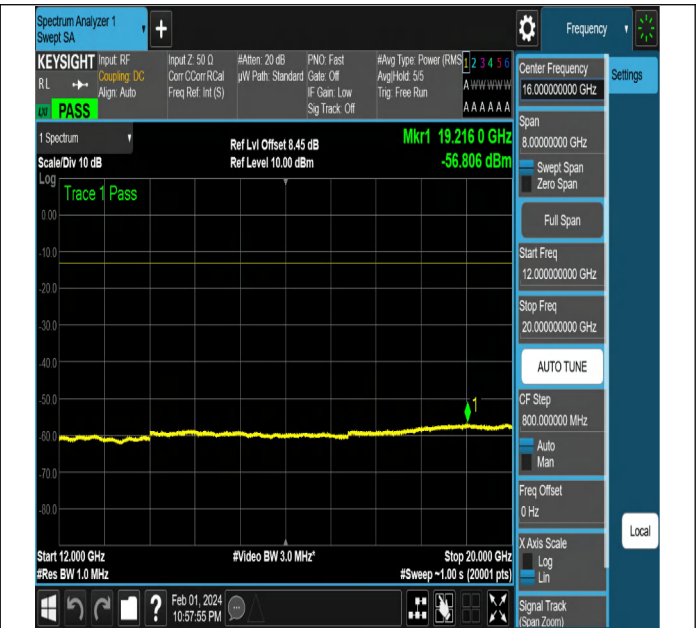 Spectrum Analyzer 1
Swept SA
+
Frequency
KEYSIGHT
RL
Input: RF
Coupling: DC
Align: Auto
Input Z: 50 Ω
Corr CCorr RCal
Freq Ref: Int (S)
#Atten: 20 dB
µW Path: Standard
PNO: Fast
Gate: Off
IF Gain: Low
Sig Track: Off
#Avg Type: Power (RMS
Avg|Hold: 5/5
Trig: Free Run
1 2 3 4 5 6
A W W W W W
A A A A A A
LXI
PASS
1 Spectrum
Scale/Div 10 dB
Log
Ref Lvl Offset 8.45 dB
Ref Level 10.00 dBm
Mkr1 19.216 0 GHz
-56.806 dBm
Trace 1 Pass
0.00
-10.0
-20.0
-30.0
-40.0
-50.0
-60.0
-70.0
-80.0
1
Start 12.000 GHz
#Res BW 1.0 MHz
#Video BW 3.0 MHz*
Stop 20.000 GHz
#Sweep ~1.00 s (20001 pts)
?
Feb 01, 2024
10:57:55 PM
Center Frequency
16.000000000 GHz
Settings
Span
8.00000000 GHz
Swept Span
Zero Span
Full Span
Start Freq
12.000000000 GHz
Stop Freq
20.000000000 GHz
AUTO TUNE
CF Step
800.000000 MHz
Auto
Man
Freq Offset
0 Hz
Local
X Axis Scale
Log
Lin
Signal Track
(Span Zoom)